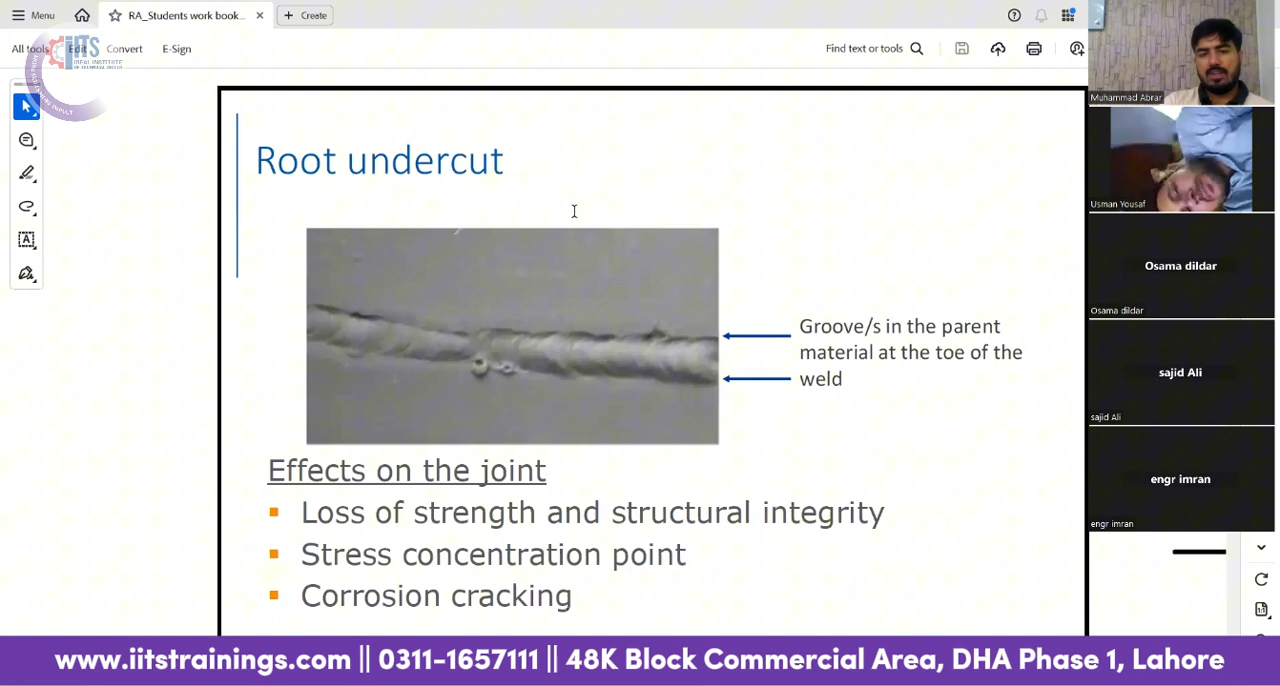 Menu
RA_Students work book...
Create
All tools
Edit
Convert
E-Sign
Find text or tools
iiTS
IDEAL INSTITUTE
Root undercut
Groove/s in the parent
material at the toe of the
weld
Effects on the joint
Loss of strength and structural integrity
Stress concentration point
Corrosion cracking
Muhammad Abrar
Usman Yousaf
Osama dildar
Osama dildar
sajid Ali
sajid Ali
engr imran
engr imran
www.iitstrainings.com || 0311-1657111 || 48K Block Commercial Area, DHA Phase 1, Lahore